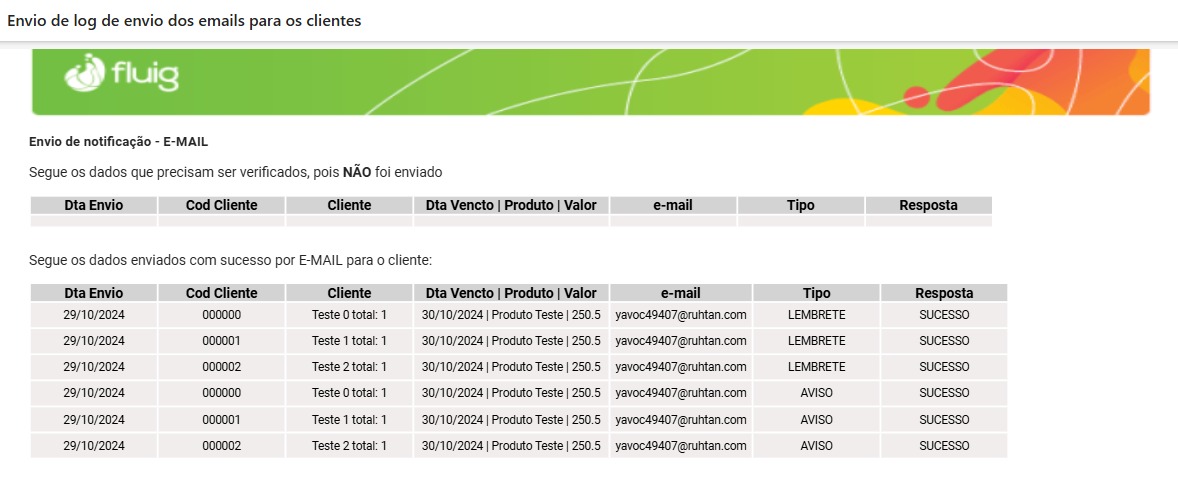 Envio de log de envio dos emails para os clientes
fluig
Envio de notificação - E-MAIL
Segue os dados que precisam ser verificados, pois NÃO foi enviado
Dta Envio Cod Cliente Cliente Dta Vencto | Produto | Valor e-mail Tipo Resposta
Segue os dados enviados com sucesso por E-MAIL para o cliente:
Dta Envio Cod Cliente Cliente Dta Vencto | Produto | Valor e-mail Tipo Resposta
29/10/2024 000000 Teste 0 total: 1 30/10/2024 | Produto Teste | 250.5 yavoc49407@ruhtan.com LEMBRETE SUCESSO
29/10/2024 000001 Teste 1 total: 1 30/10/2024 | Produto Teste | 250.5 yavoc49407@ruhtan.com LEMBRETE SUCESSO
29/10/2024 000002 Teste 2 total: 1 30/10/2024 | Produto Teste | 250.5 yavoc49407@ruhtan.com LEMBRETE SUCESSO
29/10/2024 000000 Teste 0 total: 1 30/10/2024 | Produto Teste | 250.5 yavoc49407@ruhtan.com AVISO SUCESSO
29/10/2024 000001 Teste 1 total: 1 30/10/2024 | Produto Teste | 250.5 yavoc49407@ruhtan.com AVISO SUCESSO
29/10/2024 000002 Teste 2 total: 1 30/10/2024 | Produto Teste | 250.5 yavoc49407@ruhtan.com AVISO SUCESSO